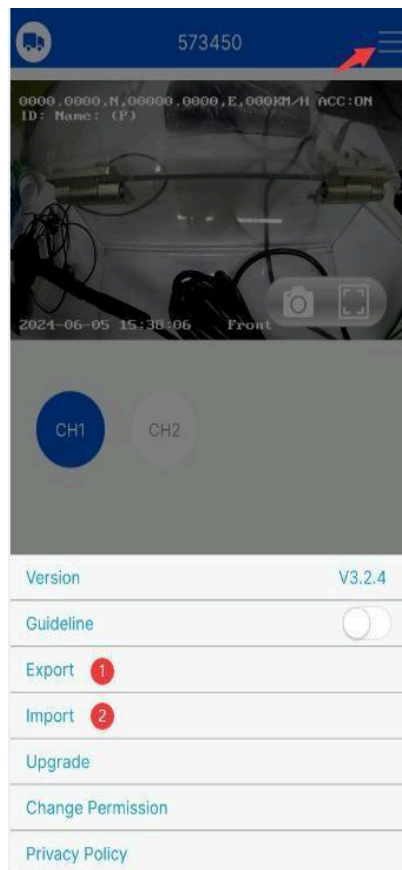 573450
0000.0000,N,00000.0000,E,000KM/H ACC:ON
ID: Name: (P)
2024-06-05 15:38:06 Front
CH1 CH2
Version V3.2.4
Guideline
Export 1
Import 2
Upgrade
Change Permission
Privacy Policy